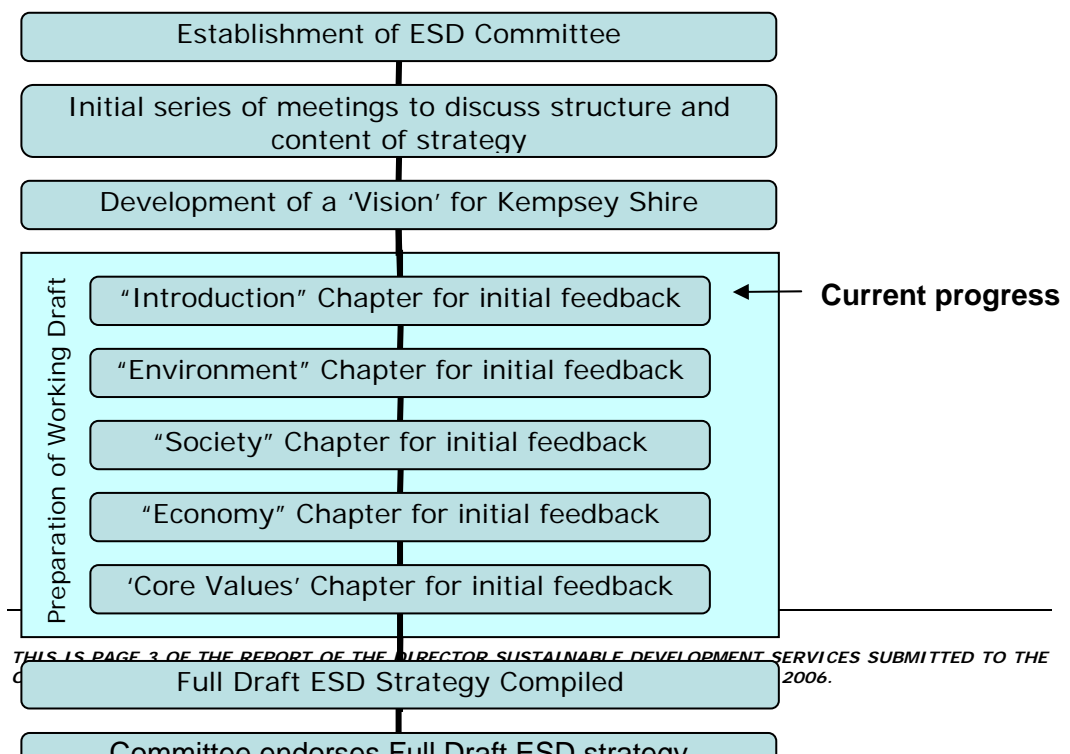 Establishment of ESD Committee
Initial series of meetings to discuss structure and
content of strategy
Development of a 'Vision' for Kempsey Shire
Preparation of Working Draft
“Introduction” Chapter for initial feedback
Current progress
“Environment” Chapter for initial feedback
“Society” Chapter for initial feedback
“Economy” Chapter for initial feedback
'Core Values' Chapter for initial feedback
THIS IS PAGE 3 OF THE REPORT OF THE DIRECTOR SUSTAINABLE DEVELOPMENT SERVICES SUBMITTED TO THE
2006.
Full Draft ESD Strategy Compiled
Committee endorses Full Draft ESD strategy